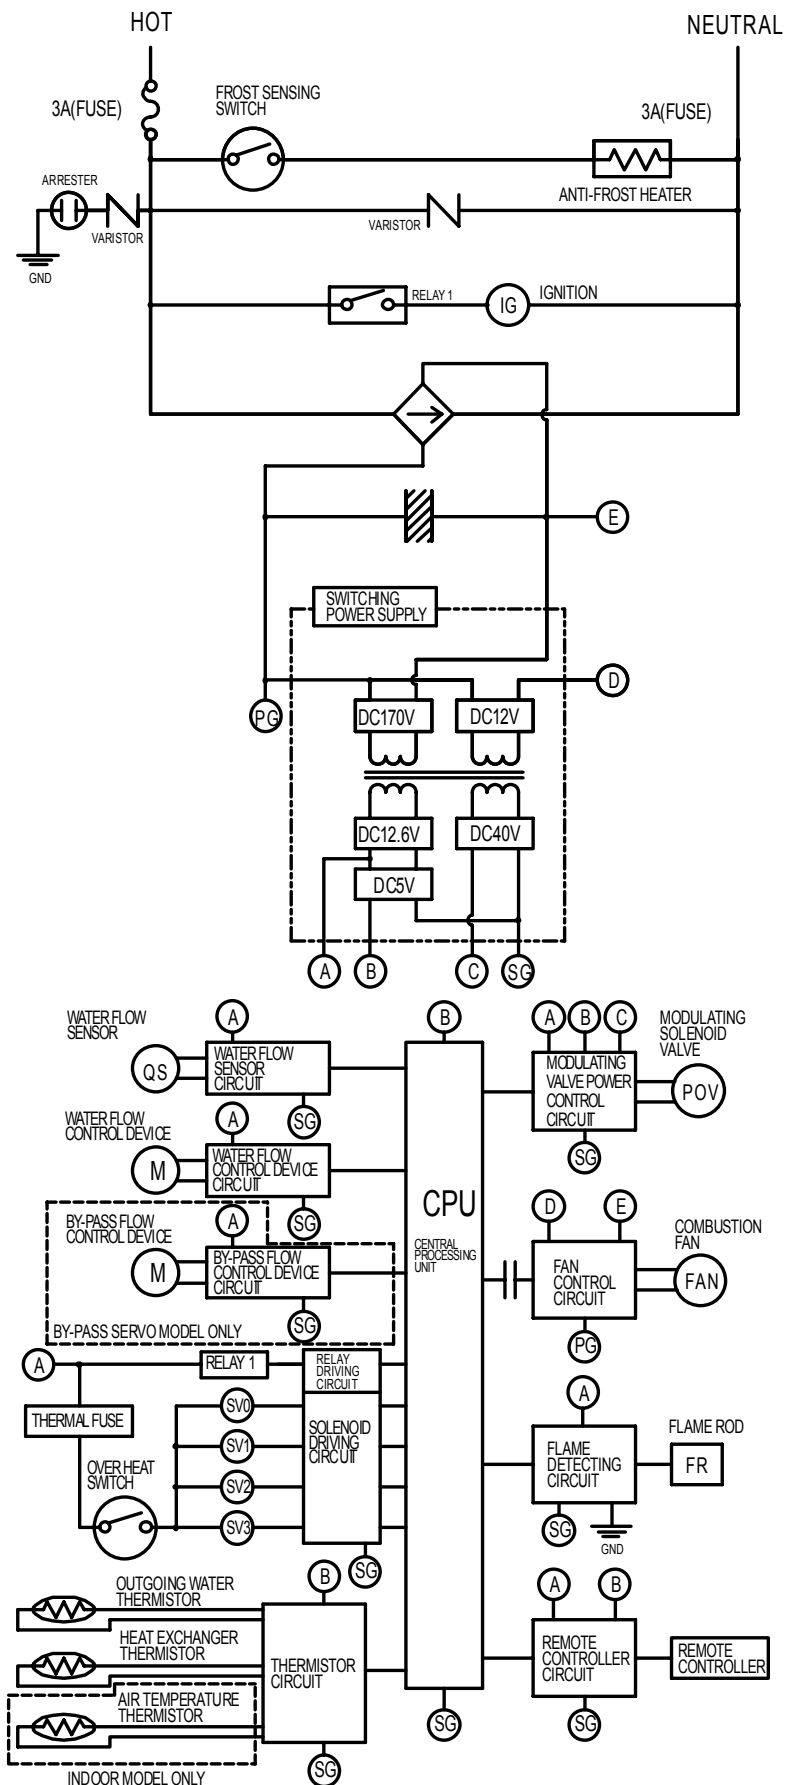 HOT
NEUTRAL
3A(FUSE)
FROST SENSING
SWITCH
3A(FUSE)
ARRESTER
ANTI-FROST HEATER
VARISTOR
VARISTOR
GND
RELAY 1
IG
IGNITION
E
SWITCHING
POWER SUPPLY
D
PG
DC170V
DC12V
DC12.6V
DC40V
DC5V
A
B
C
SG
WATER FLOW
SENSOR
A
B
A
B
C
MODULATING
SOLENOID
VALVE
QS
WATER FLOW
SENSOR
CIRCUIT
MODULATING
VALVE POWER
CONTROL
CIRCUIT
POV
SG
WATER FLOW
CONTROL DEVICE
A
M
WATER FLOW
CONTROL DEVICE
CIRCUIT
SG
SG
CPU
CENTRAL
PROCESSING
UNIT
BY-PASS FLOW
CONTROL DEVICE
A
D
E
COMBUSTION
FAN
M
BY-PASS FLOW
CONTROL DEVICE
CIRCUIT
FAN
CONTROL
CIRCUIT
FAN
SG
BY-PASS SERVO MODEL ONLY
PG
A
RELAY 1
RELAY
DRIVING
CIRCUIT
A
THERMAL FUSE
SV0
SOLENOID
DRIVING
CIRCUIT
FLAME ROD
SV1
FLAME
DETECTING
CIRCUIT
FR
OVER HEAT
SWITCH
SV2
SV3
SG
GND
SG
B
A
B
OUTGOING WATER
THERMISTOR
HEAT EXCHANGER
THERMISTOR
THERMISTOR
CIRCUIT
REMOTE
CONTROLLER
CIRCUIT
REMOTE
CONTROLLER
AIR TEMPERATURE
THERMISTOR
SG
SG
SG
INDOOR MODEL ONLY